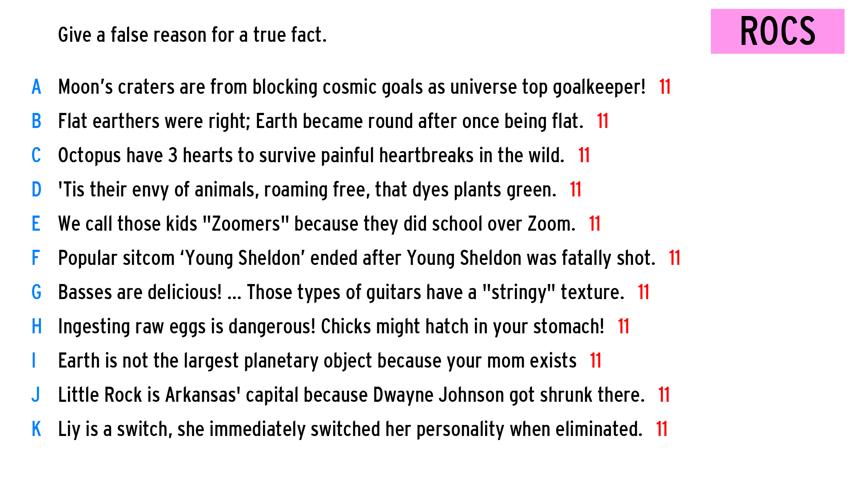 Give a false reason for a true fact.
ROCS
A Moon's craters are from blocking cosmic goals as universe top goalkeeper! 11
B Flat earthers were right; Earth became round after once being flat. 11
C Octopus have 3 hearts to survive painful heartbreaks in the wild. 11
D 'Tis their envy of animals, roaming free, that dyes plants green. 11
E We call those kids "Zoomers" because they did school over Zoom. 11
F Popular sitcom ‘Young Sheldon’ ended after Young Sheldon was fatally shot. 11
G Basses are delicious! ... Those types of guitars have a "stringy" texture. 11
H Ingesting raw eggs is dangerous! Chicks might hatch in your stomach! 11
I Earth is not the largest planetary object because your mom exists 11
J Little Rock is Arkansas' capital because Dwayne Johnson got shrunk there. 11
K Liy is a switch, she immediately switched her personality when eliminated. 11